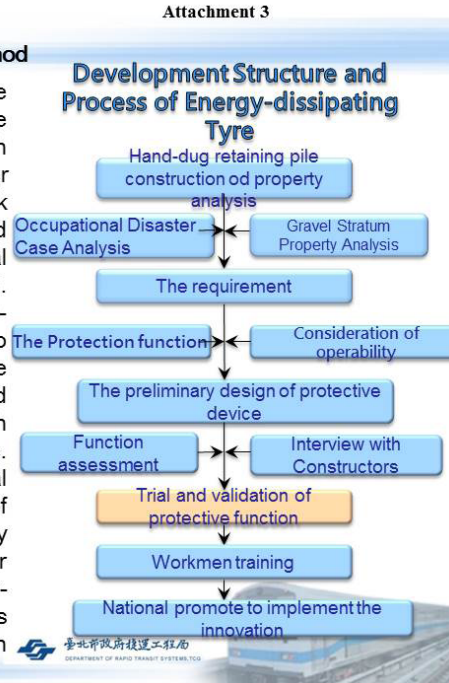 Attachment 3
Development Structure and
Process of Energy-dissipating
Tyre
Hand-dug retaining pile
construction od property
analysis
Occupational Disaster
Case Analysis
Gravel Stratum
Property Analysis
The requirement
The Protection function
Consideration of
operability
The preliminary design of protective
device
Function
assessment
Interview with
Constructors
Trial and validation of
protective function
Workmen training
National promote to implement the
innovation
臺北市政府捷運工程局
DEPARTMENT OF RAPID TRANSIT SYSTEMS,TCG